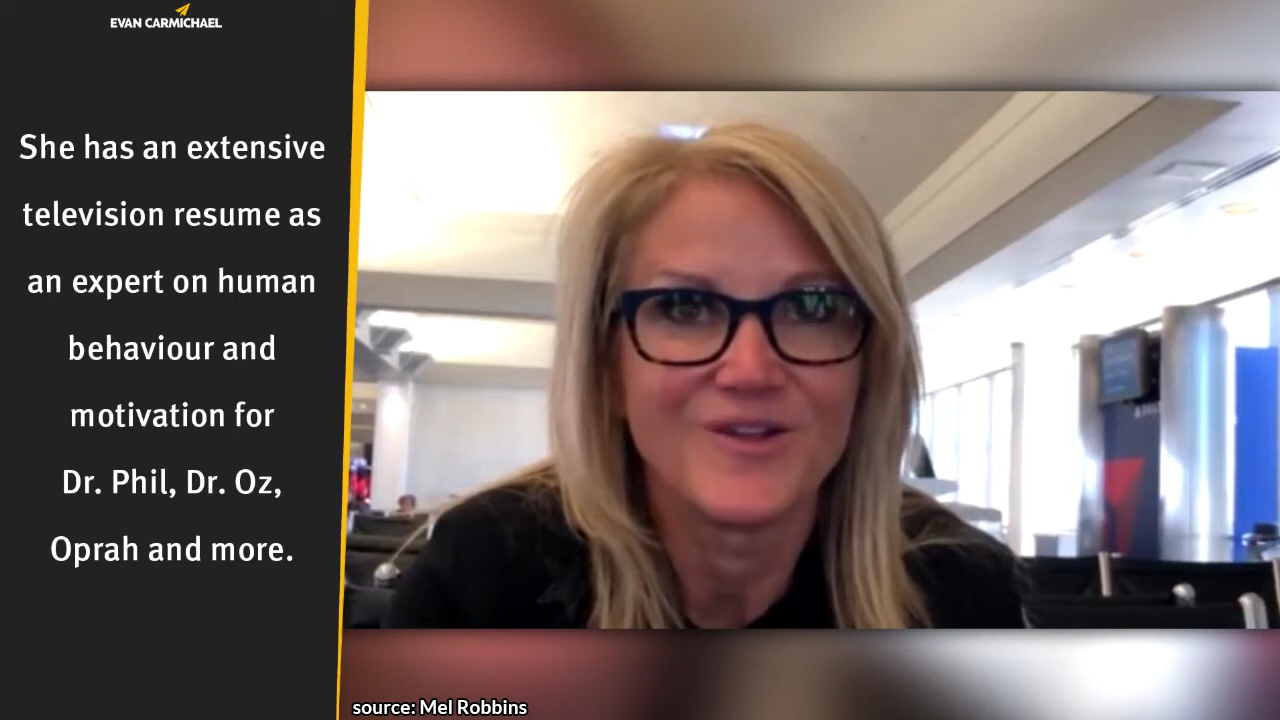 EVAN CARMICHAEL
She has an extensive
television resume as
an expert on human
behaviour and
motivation for
Dr. Phil, Dr. Oz,
Oprah and more.
source: Mel Robbins